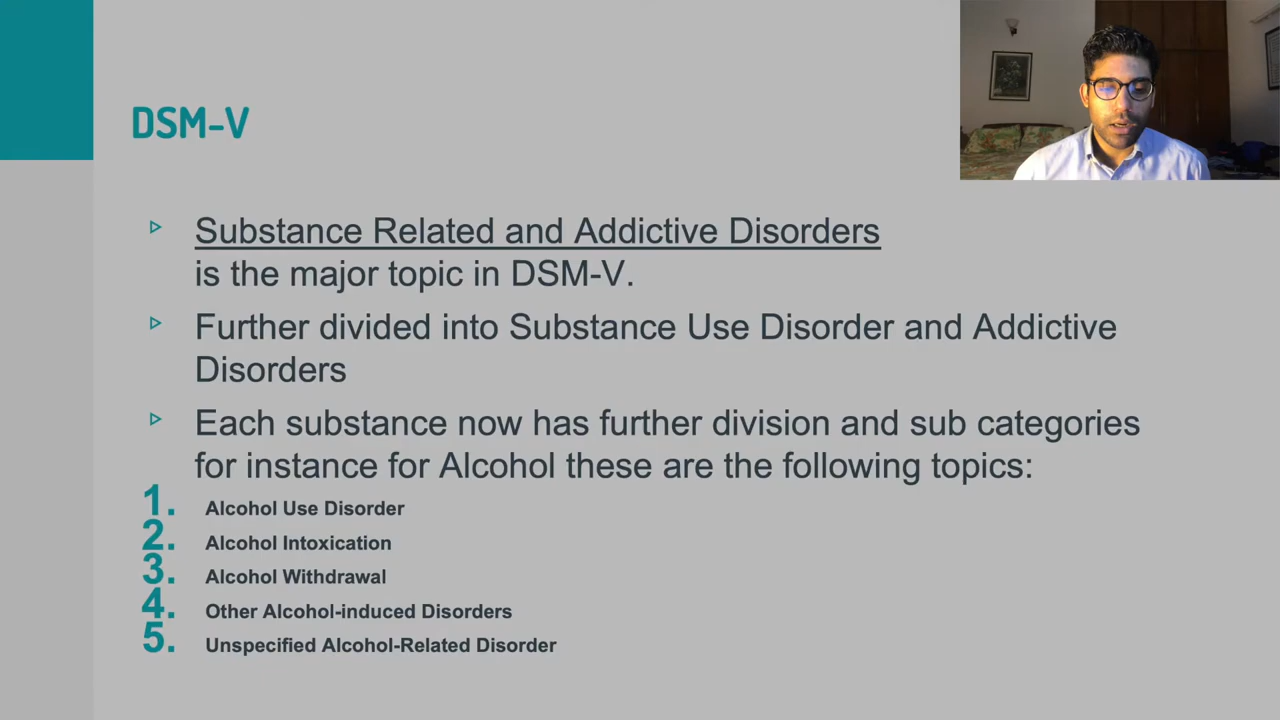 DSM-V
Substance Related and Addictive Disorders
is the major topic in DSM-V.
Further divided into Substance Use Disorder and Addictive
Disorders
Each substance now has further division and sub categories
for instance for Alcohol these are the following topics:
1. Alcohol Use Disorder
2. Alcohol Intoxication
3. Alcohol Withdrawal
4. Other Alcohol-induced Disorders
5. Unspecified Alcohol-Related Disorder